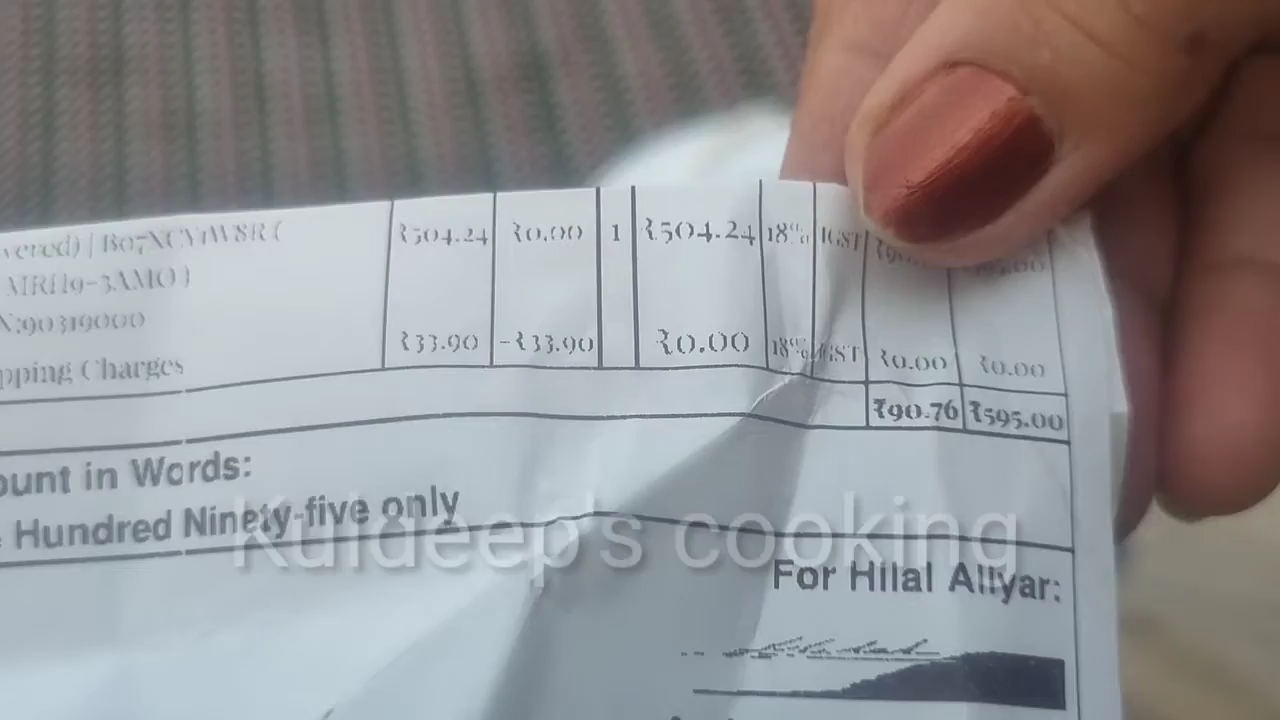 vered) | B07XCY1W8R ( ₹504.24 ₹0.00 1 ₹504.24 18% IGST
MRH9-3AMO )
N:90319000
pping Charges ₹33.90 -₹33.90 ₹0.00 18% IGST ₹0.00 ₹0.00
₹90.76 ₹595.00
ount in Words:
Hundred Ninety-five only
Kuldeep's cooking
For Hilal Allyar: